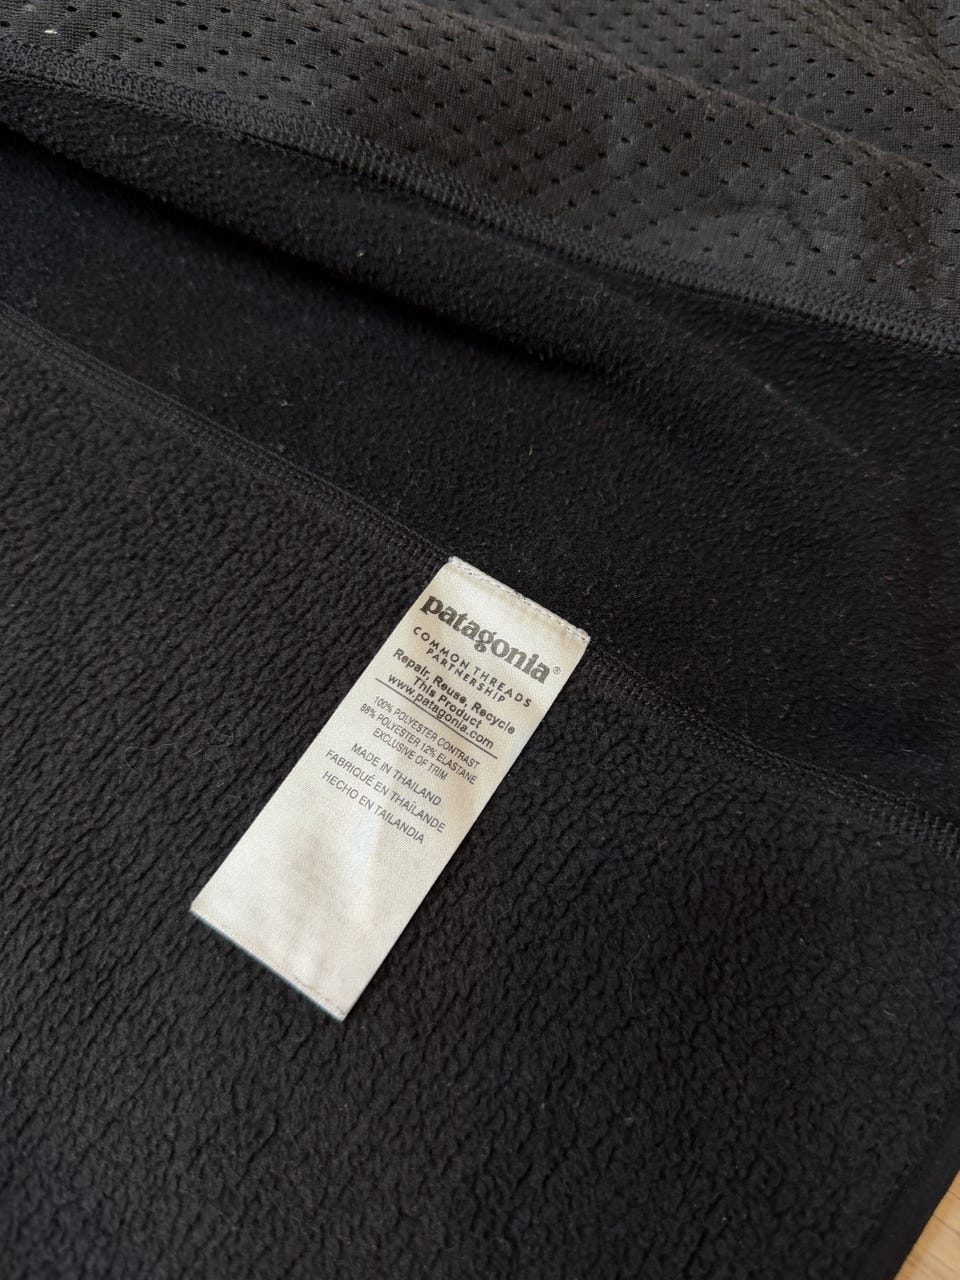 patagonia®
COMMON THREADS
PARTNERSHIP
Repair, Reuse, Recycle
This Product
www.patagonia.com
100% POLYESTER CONTRAST
88% POLYESTER 12% ELASTANE
EXCLUSIVE OF TRIM
MADE IN THAILAND
FABRIQUÉ EN THAÏLANDE
HECHO EN TAILANDIA